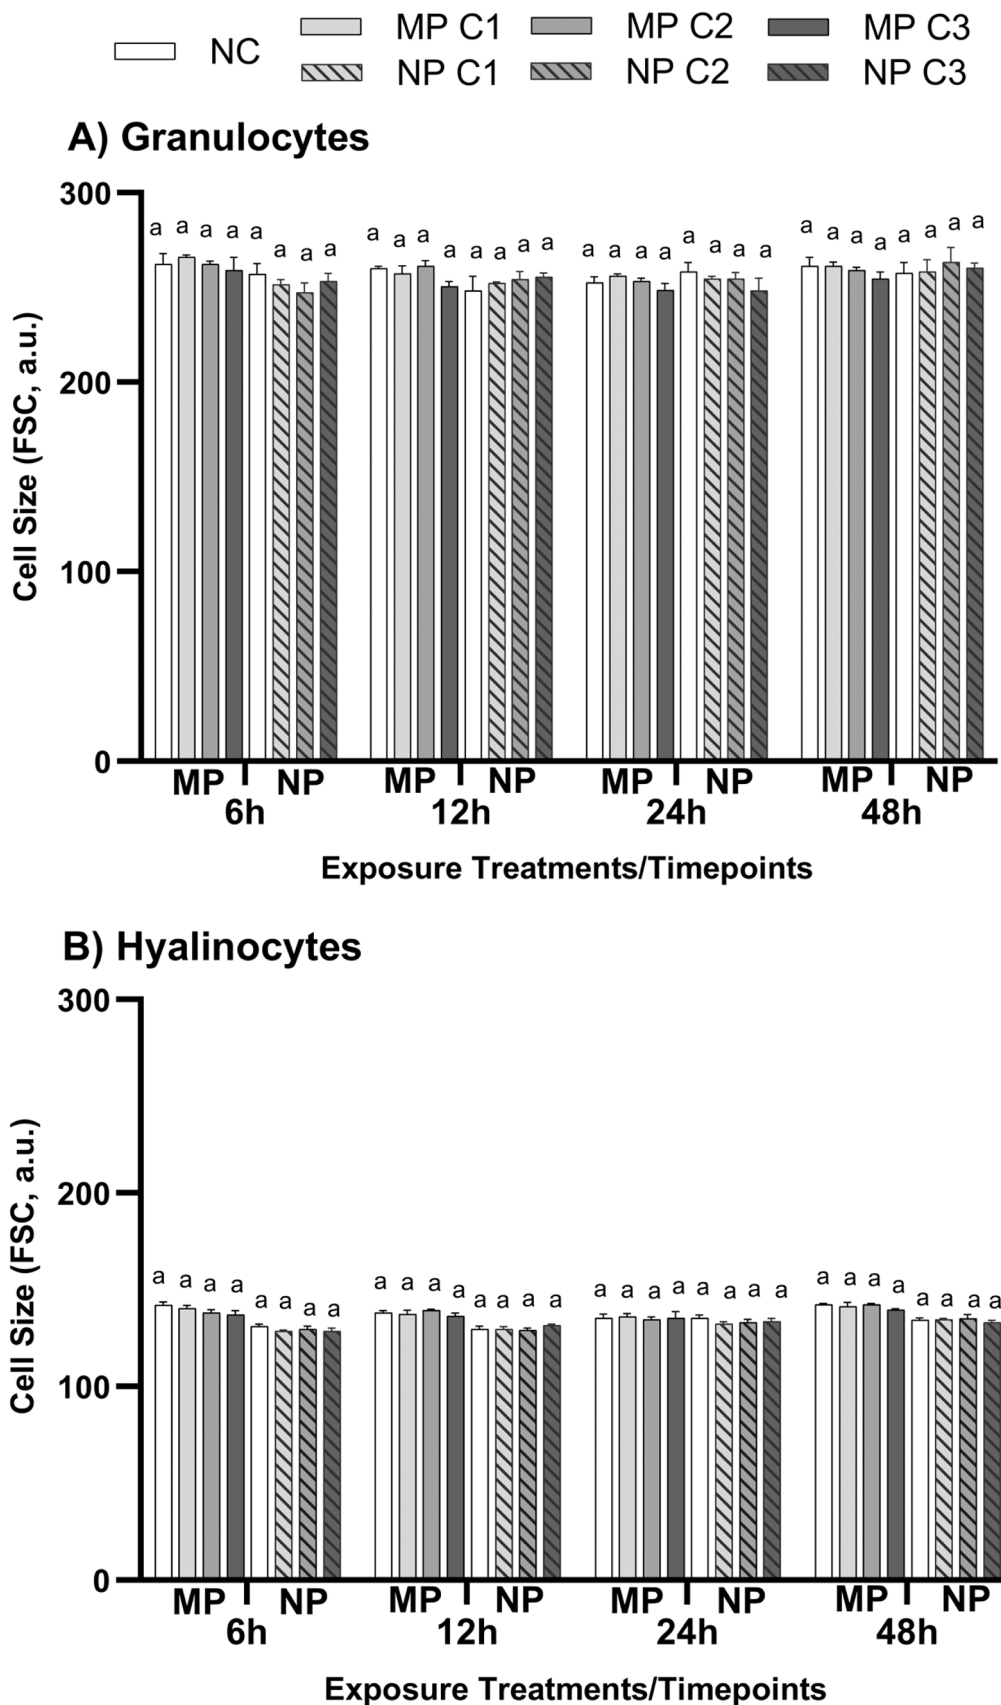 NC MP C1 MP C2 MP C3
NP C1 NP C2 NP C3
A) Granulocytes
300
a a a a a a a a a a a a a a a a a a a a a a a a a a a a a a a a
200
100
0
Cell Size (FSC, a.u.)
MP NP MP NP MP NP MP NP
6h 12h 24h 48h
Exposure Treatments/Timepoints
B) Hyalinocytes
300
200
a a a a a a a a a a a a a a a a a a a a a a a a a a a a a a a a
100
0
Cell Size (FSC, a.u.)
MP NP MP NP MP NP MP NP
6h 12h 24h 48h
Exposure Treatments/Timepoints